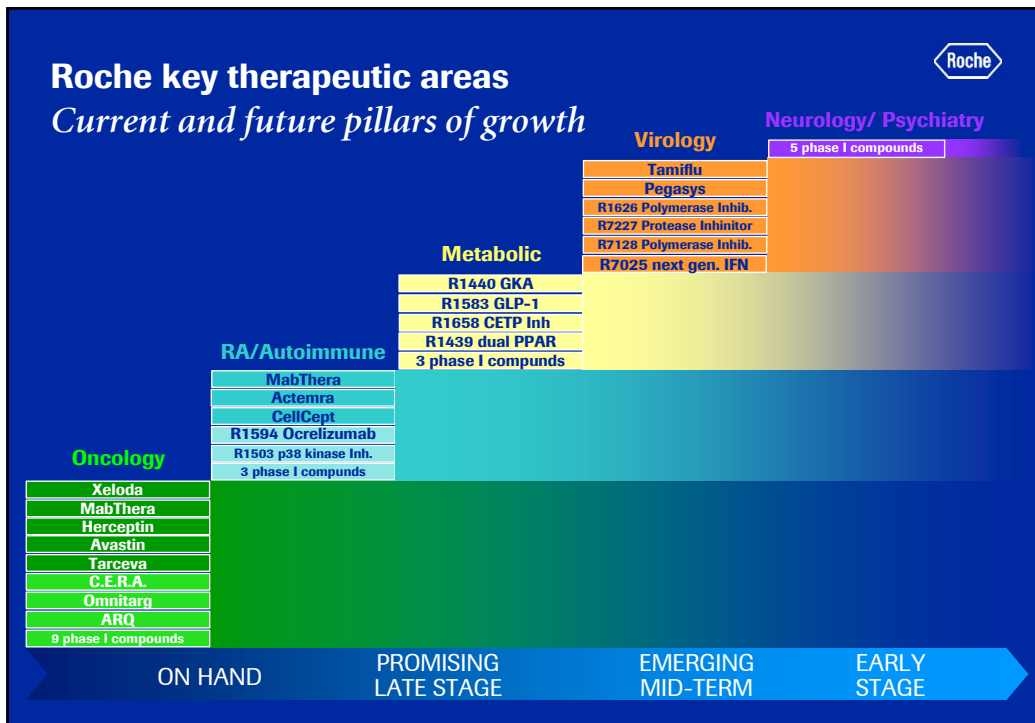 Roche key therapeutic areas
Current and future pillars of growth
Roche
Oncology
Xeloda
MabThera
Herceptin
Avastin
Tarceva
C.E.R.A.
Omnitarg
ARQ
9 phase I compounds
RA/Autoimmune
MabThera
Actemra
CellCept
R1594 Ocrelizumab
R1503 p38 kinase Inh.
3 phase I compunds
Metabolic
R1440 GKA
R1583 GLP-1
R1658 CETP Inh
R1439 dual PPAR
3 phase I compunds
Virology
Tamiflu
Pegasys
R1626 Polymerase Inhib.
R7227 Protease Inhinitor
R7128 Polymerase Inhib.
R7025 next gen. IFN
Neurology/ Psychiatry
5 phase I compounds
ON HAND
PROMISING
LATE STAGE
EMERGING
MID-TERM
EARLY
STAGE